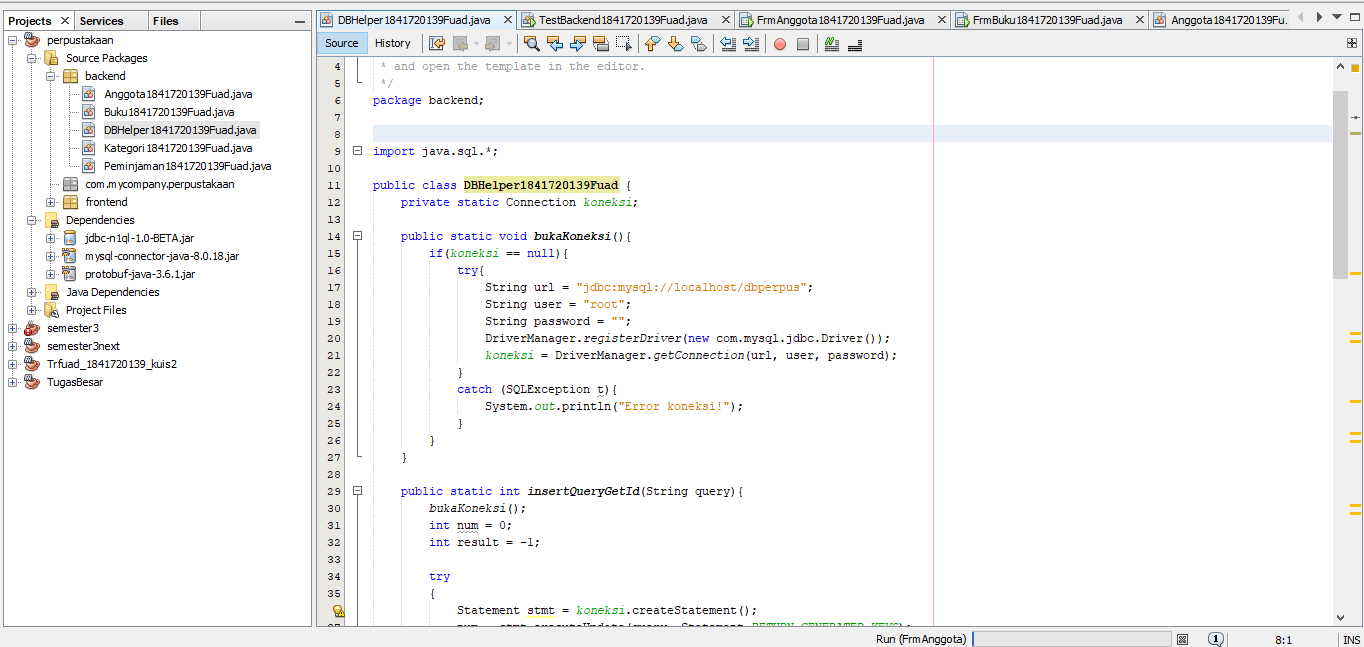 Projects
Services
Files
perpustakaan
Source Packages
backend
Anggota1841720139Fuad.java
Buku1841720139Fuad.java
DBHelper1841720139Fuad.java
Kategori1841720139Fuad.java
Peminjaman1841720139Fuad.java
com.mycompany.perpustakaan
frontend
Dependencies
jdbc-n1ql-1.0-BETA.jar
mysql-connector-java-8.0.18.jar
protobuf-java-3.6.1.jar
Java Dependencies
Project Files
semester3
semester3next
Trfuad_1841720139_kuis2
TugasBesar
DBHelper1841720139Fuad.java
TestBackend1841720139Fuad.java
FrmAnggota1841720139Fuad.java
FrmBuku1841720139Fuad.java
Anggota1841720139Fu.
Source
History
4 * and open the template in the editor.
5 */
6 package backend;
7
8
9 import java.sql.*;
10
11 public class DBHelper1841720139Fuad {
12 private static Connection koneksi;
13
14 public static void bukaKoneksi(){
15 if(koneksi == null){
16 try{
17 String url = "jdbc:mysql://localhost/dbperpus";
18 String user = "root";
19 String password = "";
20 DriverManager.registerDriver(new com.mysql.jdbc.Driver());
21 koneksi = DriverManager.getConnection(url, user, password);
22 }
23 catch (SQLException t){
24 System.out.println("Error koneksi!");
25 }
26 }
27 }
28
29 public static int insertQueryGetId(String query){
30 bukaKoneksi();
31 int num = 0;
32 int result = -1;
33
34 try
35 {
Statement stmt = koneksi.createStatement();
37 num = stmt.executeUpdate(query, Statement.RETURN_GENERATED_KEYS);
Run (FrmAnggota)
1
8:1
INS